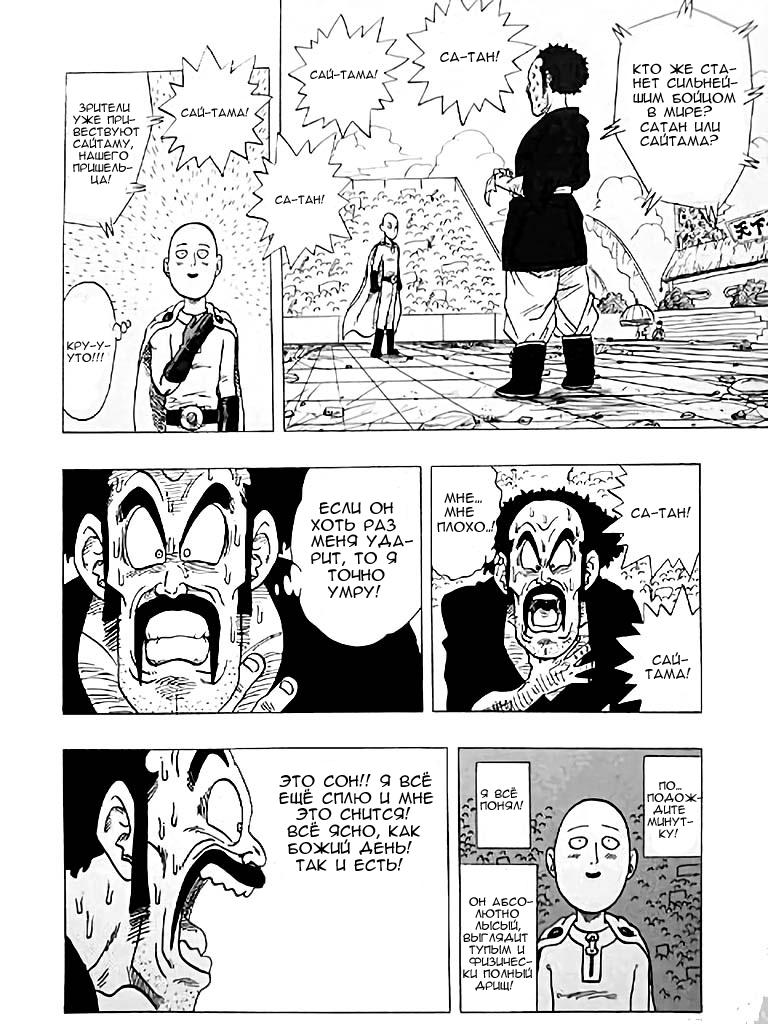 КТО ЖЕ СТА-
НЕТ СИЛЬНЕЙ-
ШИМ БОЙЦОМ
В МИРЕ?
САТАН ИЛИ
САЙТАМА?
СА-ТАН!
САЙ-ТАМА!
СА-ТАН!
天下
САЙ-ТАМА!
ЗРИТЕЛИ
УЖЕ ПРИ-
ВЕСТВУЮТ
САЙТАМУ,
НАШЕГО
ПРИШЕЛЬ-
ЦА!
КРУ-У-
УТО!!!
СА-ТАН!
МНЕ...
МНЕ
ПЛОХО..!
САЙ-
ТАМА!
ЕСЛИ ОН
ХОТЬ РАЗ
МЕНЯ УДА-
РИТ, ТО Я
ТОЧНО
УМРУ!
ПО...
ПОДОЖ-
ДИТЕ
МИНУТ-
КУ!
Я ВСЁ
ПОНЯЛ!
ОН АБСО-
ЛЮТНО
ЛЫСЫЙ,
ВЫГЛЯДИТ
ТУПЫМ И
ФИЗИЧЕС-
КИ ПОЛНЫЙ
ДРИЩ!
ЭТО СОН!! Я ВСЁ
ЕЩЁ СПЛЮ И МНЕ
ЭТО СНИТСЯ!
ВСЁ ЯСНО, КАК
БОЖИЙ ДЕНЬ!
ТАК И ЕСТЬ!